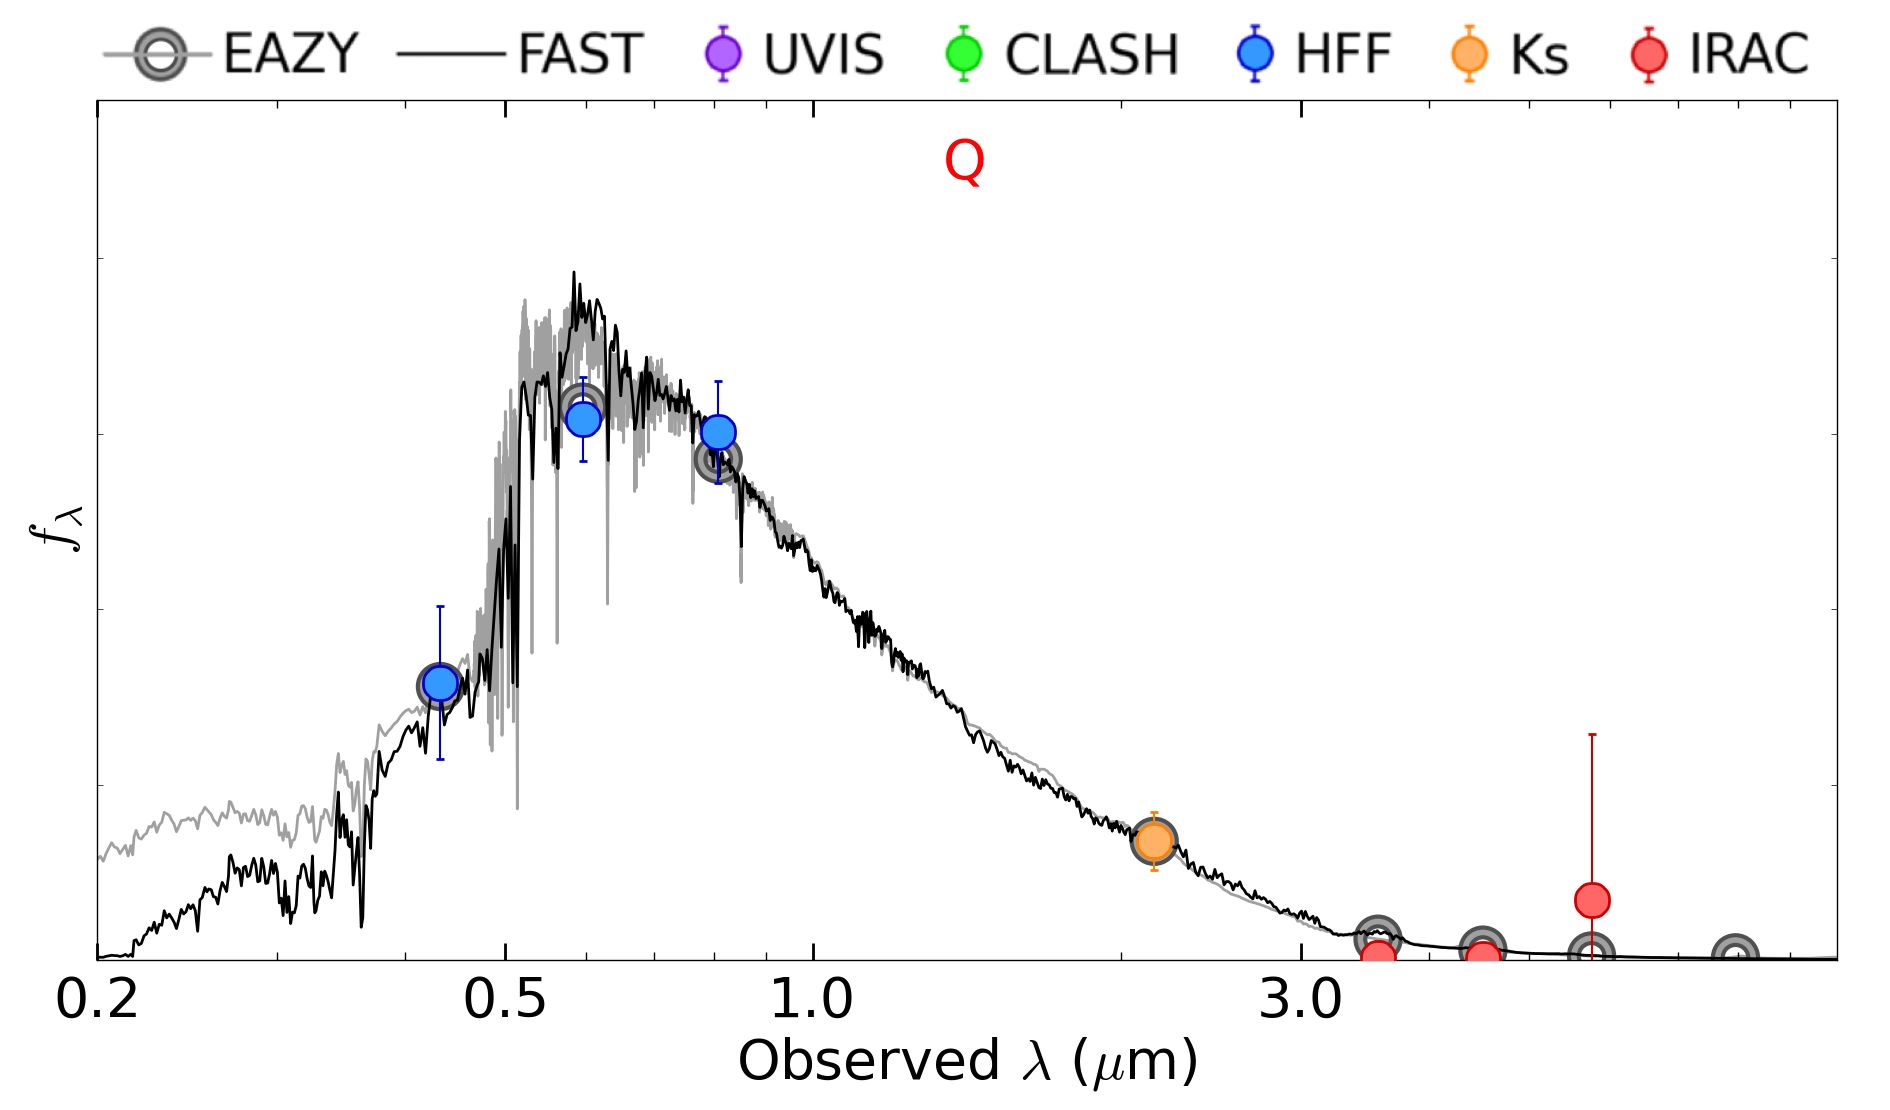 EAZY FAST UVIS CLASH HFF Ks IRAC
Q
f_λ
0.2 0.5 1.0 3.0
Observed λ (μm)